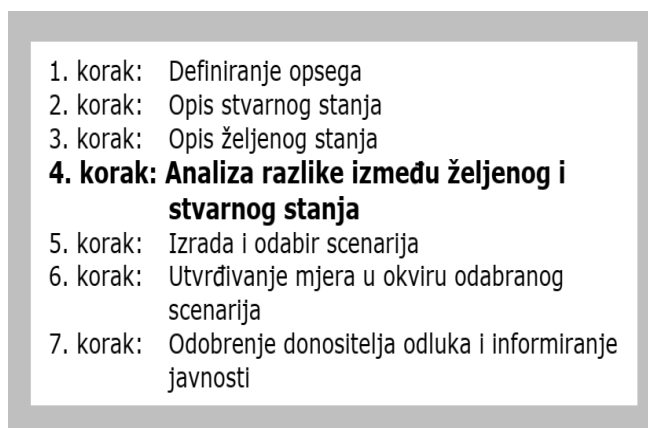 1. korak: Definiranje opsega
2. korak: Opis stvarnog stanja
3. korak: Opis željenog stanja
4. korak: Analiza razlike između željenog i
stvarnog stanja
5. korak: Izrada i odabir scenarija
6. korak: Utvrđivanje mjera u okviru odabranog
scenarija
7. korak: Odobrenje donositelja odluka i informiranje
javnosti